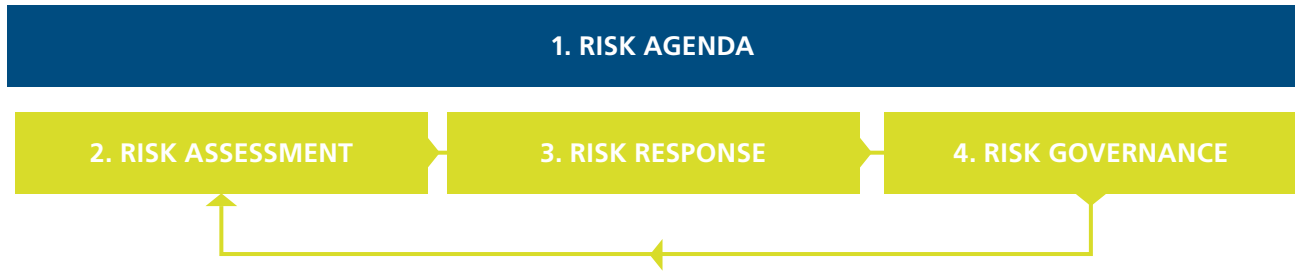 1. RISK AGENDA
2. RISK ASSESSMENT
3. RISK RESPONSE
4. RISK GOVERNANCE